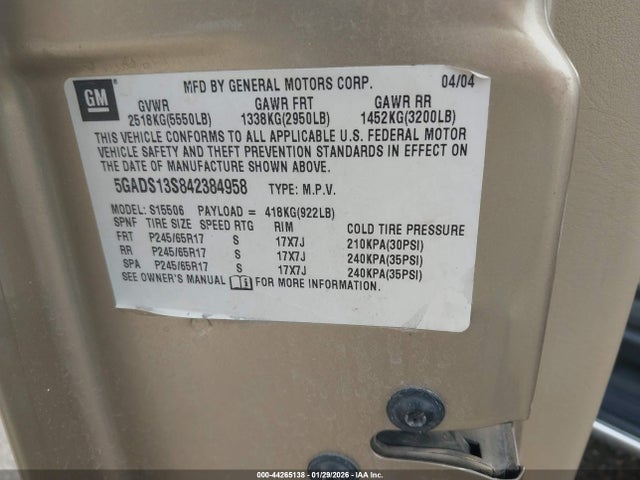 GM
MFD BY GENERAL MOTORS CORP. 04/04
GVWR GAWR FRT GAWR RR
2518KG(5550LB) 1338KG(2950LB) 1452KG(3200LB)
THIS VEHICLE CONFORMS TO ALL APPLICABLE U.S. FEDERAL MOTOR
VEHICLE SAFETY AND THEFT PREVENTION STANDARDS IN EFFECT ON
THE DATE OF MANUFACTURE SHOWN ABOVE.
5GADS13S842384958 TYPE: M.P.V.
MODEL: S15506 PAYLOAD = 418KG(922LB)
SPNF TIRE SIZE SPEED RTG RIM COLD TIRE PRESSURE
FRT P245/65R17 S 17X7J 210KPA(30PSI)
RR P245/65R17 S 17X7J 240KPA(35PSI)
SPA P245/65R17 S 17X7J 240KPA(35PSI)
SEE OWNER'S MANUAL FOR MORE INFORMATION.
000-44265138 - 01/29/2026 - IAA Inc.